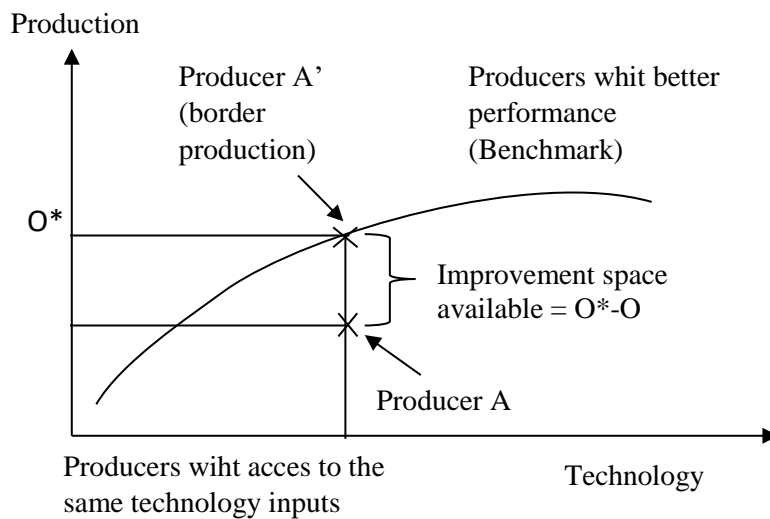 Production
Producer A’
(border
production)
Producers whit better
performance
(Benchmark)
O*
Improvement space
available = O*-O
Producer A
Producers wiht acces to the
same technology inputs
Technology